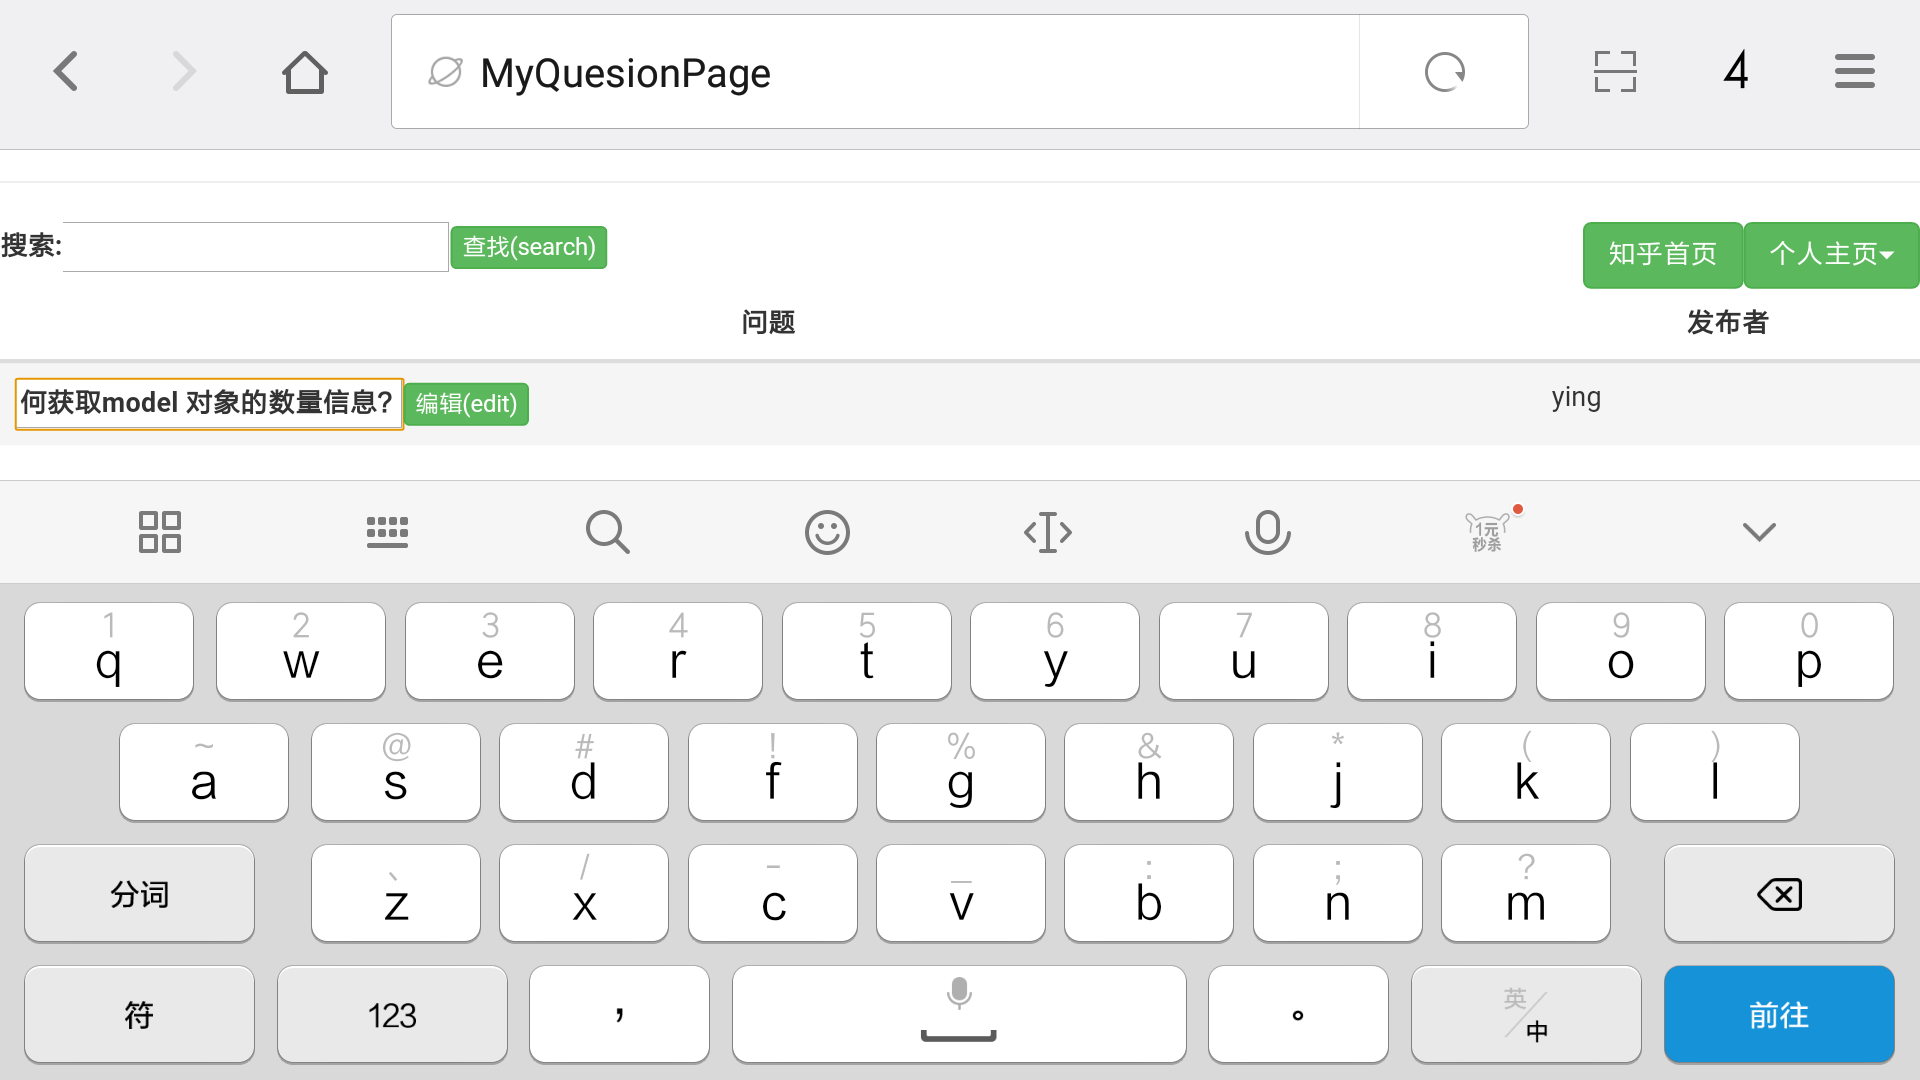 MyQuesionPage
4
搜索:
查找(search)
知乎首页
个人主页
问题
发布者
何获取model 对象的数量信息?
编辑(edit)
ying
1元
秒杀
1 2 3 4 5 6 7 8 9 0
q w e r t y u i o p
~ @ # ! % & * ( )
a s d f g h j k l
、 / - _ : ; ?
分词 z x c v b n m
符 123 , 。 英/中 前往